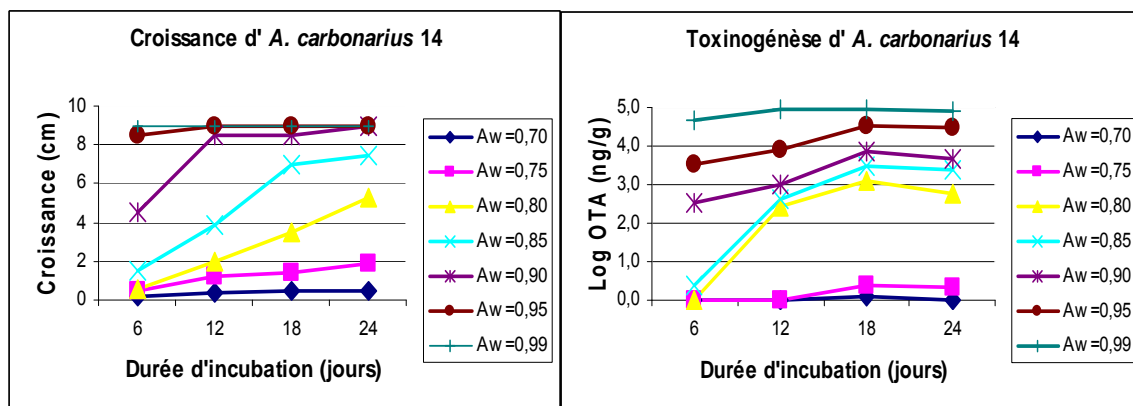 Croissance d' A. carbonarius 14
Croissance (cm)
10
8
6
4
2
0
6 12 18 24
Durée d'incubation (jours)
Aw=0,70
Aw=0,75
Aw=0,80
Aw=0,85
Aw=0,90
Aw=0,95
Aw=0,99
Toxinogénèse d' A. carbonarius 14
Log OTA (ng/g)
5,0
4,0
3,0
2,0
1,0
0,0
6 12 18 24
Durée d'incubation (jours)
Aw=0,70
Aw=0,75
Aw=0,80
Aw=0,85
Aw=0,90
Aw=0,95
Aw=0,99